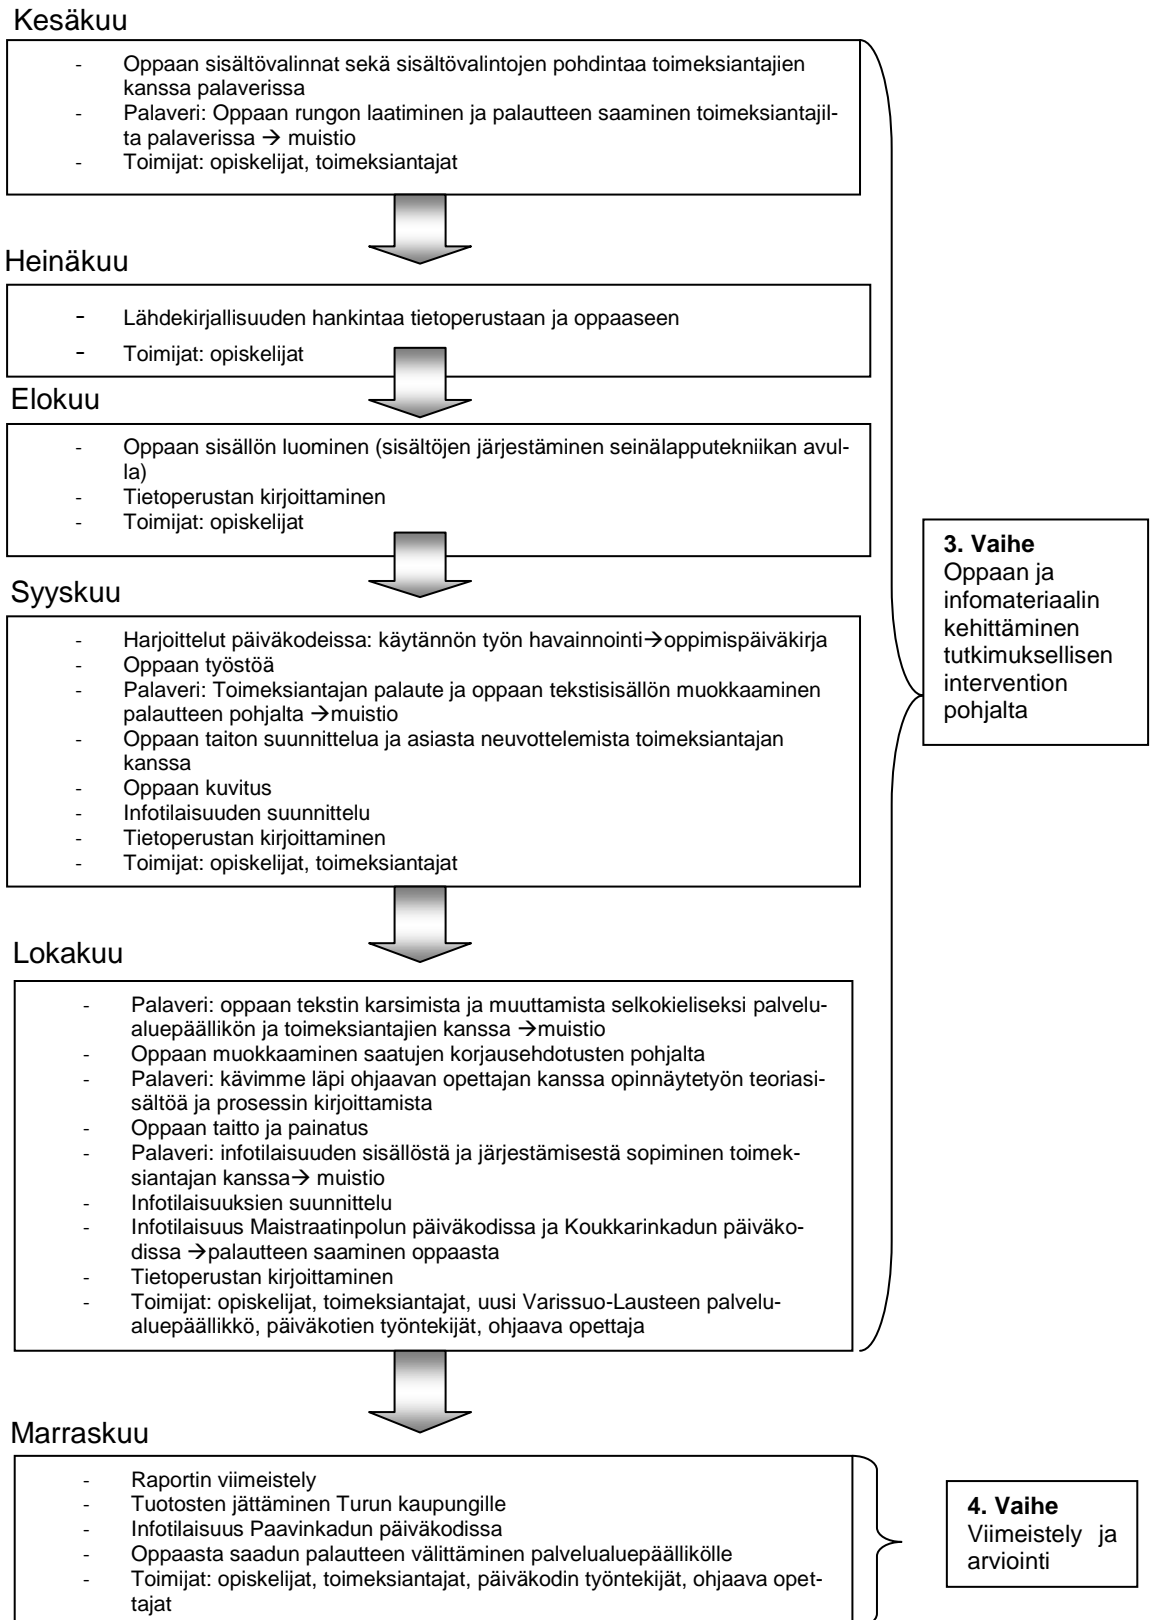 Kesäkuu
- Oppaan sisältövalinnat sekä sisältövalintojen pohdintaa toimeksiantajien
kanssa palaverissa
- Palaveri: Oppaan rungon laatiminen ja palautteen saaminen toimeksiantajil-
ta palaverissa → muistio
- Toimijat: opiskelijat, toimeksiantajat
Heinäkuu
- Lähdekirjallisuuden hankintaa tietoperustaan ja oppaaseen
- Toimijat: opiskelijat
Elokuu
- Oppaan sisällön luominen (sisältöjen järjestäminen seinälapputekniikan avul-
la)
- Tietoperustan kirjoittaminen
- Toimijat: opiskelijat
Syyskuu
- Harjoittelut päiväkodeissa: käytännön työn havainnointi→oppimispäiväkirja
- Oppaan työstöä
- Palaveri: Toimeksiantajan palaute ja oppaan tekstisisällön muokkaaminen
palautteen pohjalta →muistio
- Oppaan taiton suunnittelua ja asiasta neuvottelemista toimeksiantajan
kanssa
- Oppaan kuvitus
- Infotilaisuuden suunnittelu
- Tietoperustan kirjoittaminen
- Toimijat: opiskelijat, toimeksiantajat
Lokakuu
- Palaveri: oppaan tekstin karsimista ja muuttamista selkokieliseksi palvelu-
aluepäällikön ja toimeksiantajien kanssa →muistio
- Oppaan muokkaaminen saatujen korjausehdotusten pohjalta
- Palaveri: kävimme läpi ohjaavan opettajan kanssa opinnäytetyön teoriasi-
sältöä ja prosessin kirjoittamista
- Oppaan taitto ja painatus
- Palaveri: infotilaisuuden sisällöstä ja järjestämisestä sopiminen toimek-
siantajan kanssa→ muistio
- Infotilaisuuksien suunnittelu
- Infotilaisuus Maistraatinpolun päiväkodissa ja Koukkarinkadun päiväko-
dissa →palautteen saaminen oppaasta
- Tietoperustan kirjoittaminen
- Toimijat: opiskelijat, toimeksiantajat, uusi Varissuo-Lausteen palvelu-
aluepäällikkö, päiväkotien työntekijät, ohjaava opettaja
3. Vaihe
Oppaan ja
infomateriaalin
kehittäminen
tutkimuksellisen
intervention
pohjalta
Marraskuu
- Raportin viimeistely
- Tuotosten jättäminen Turun kaupungille
- Infotilaisuus Paavinkadun päiväkodissa
- Oppaasta saadun palautteen välittäminen palvelualuepäällikölle
- Toimijat: opiskelijat, toimeksiantajat, päiväkodin työntekijät, ohjaava opet-
tajat
4. Vaihe
Viimeistely ja
arviointi